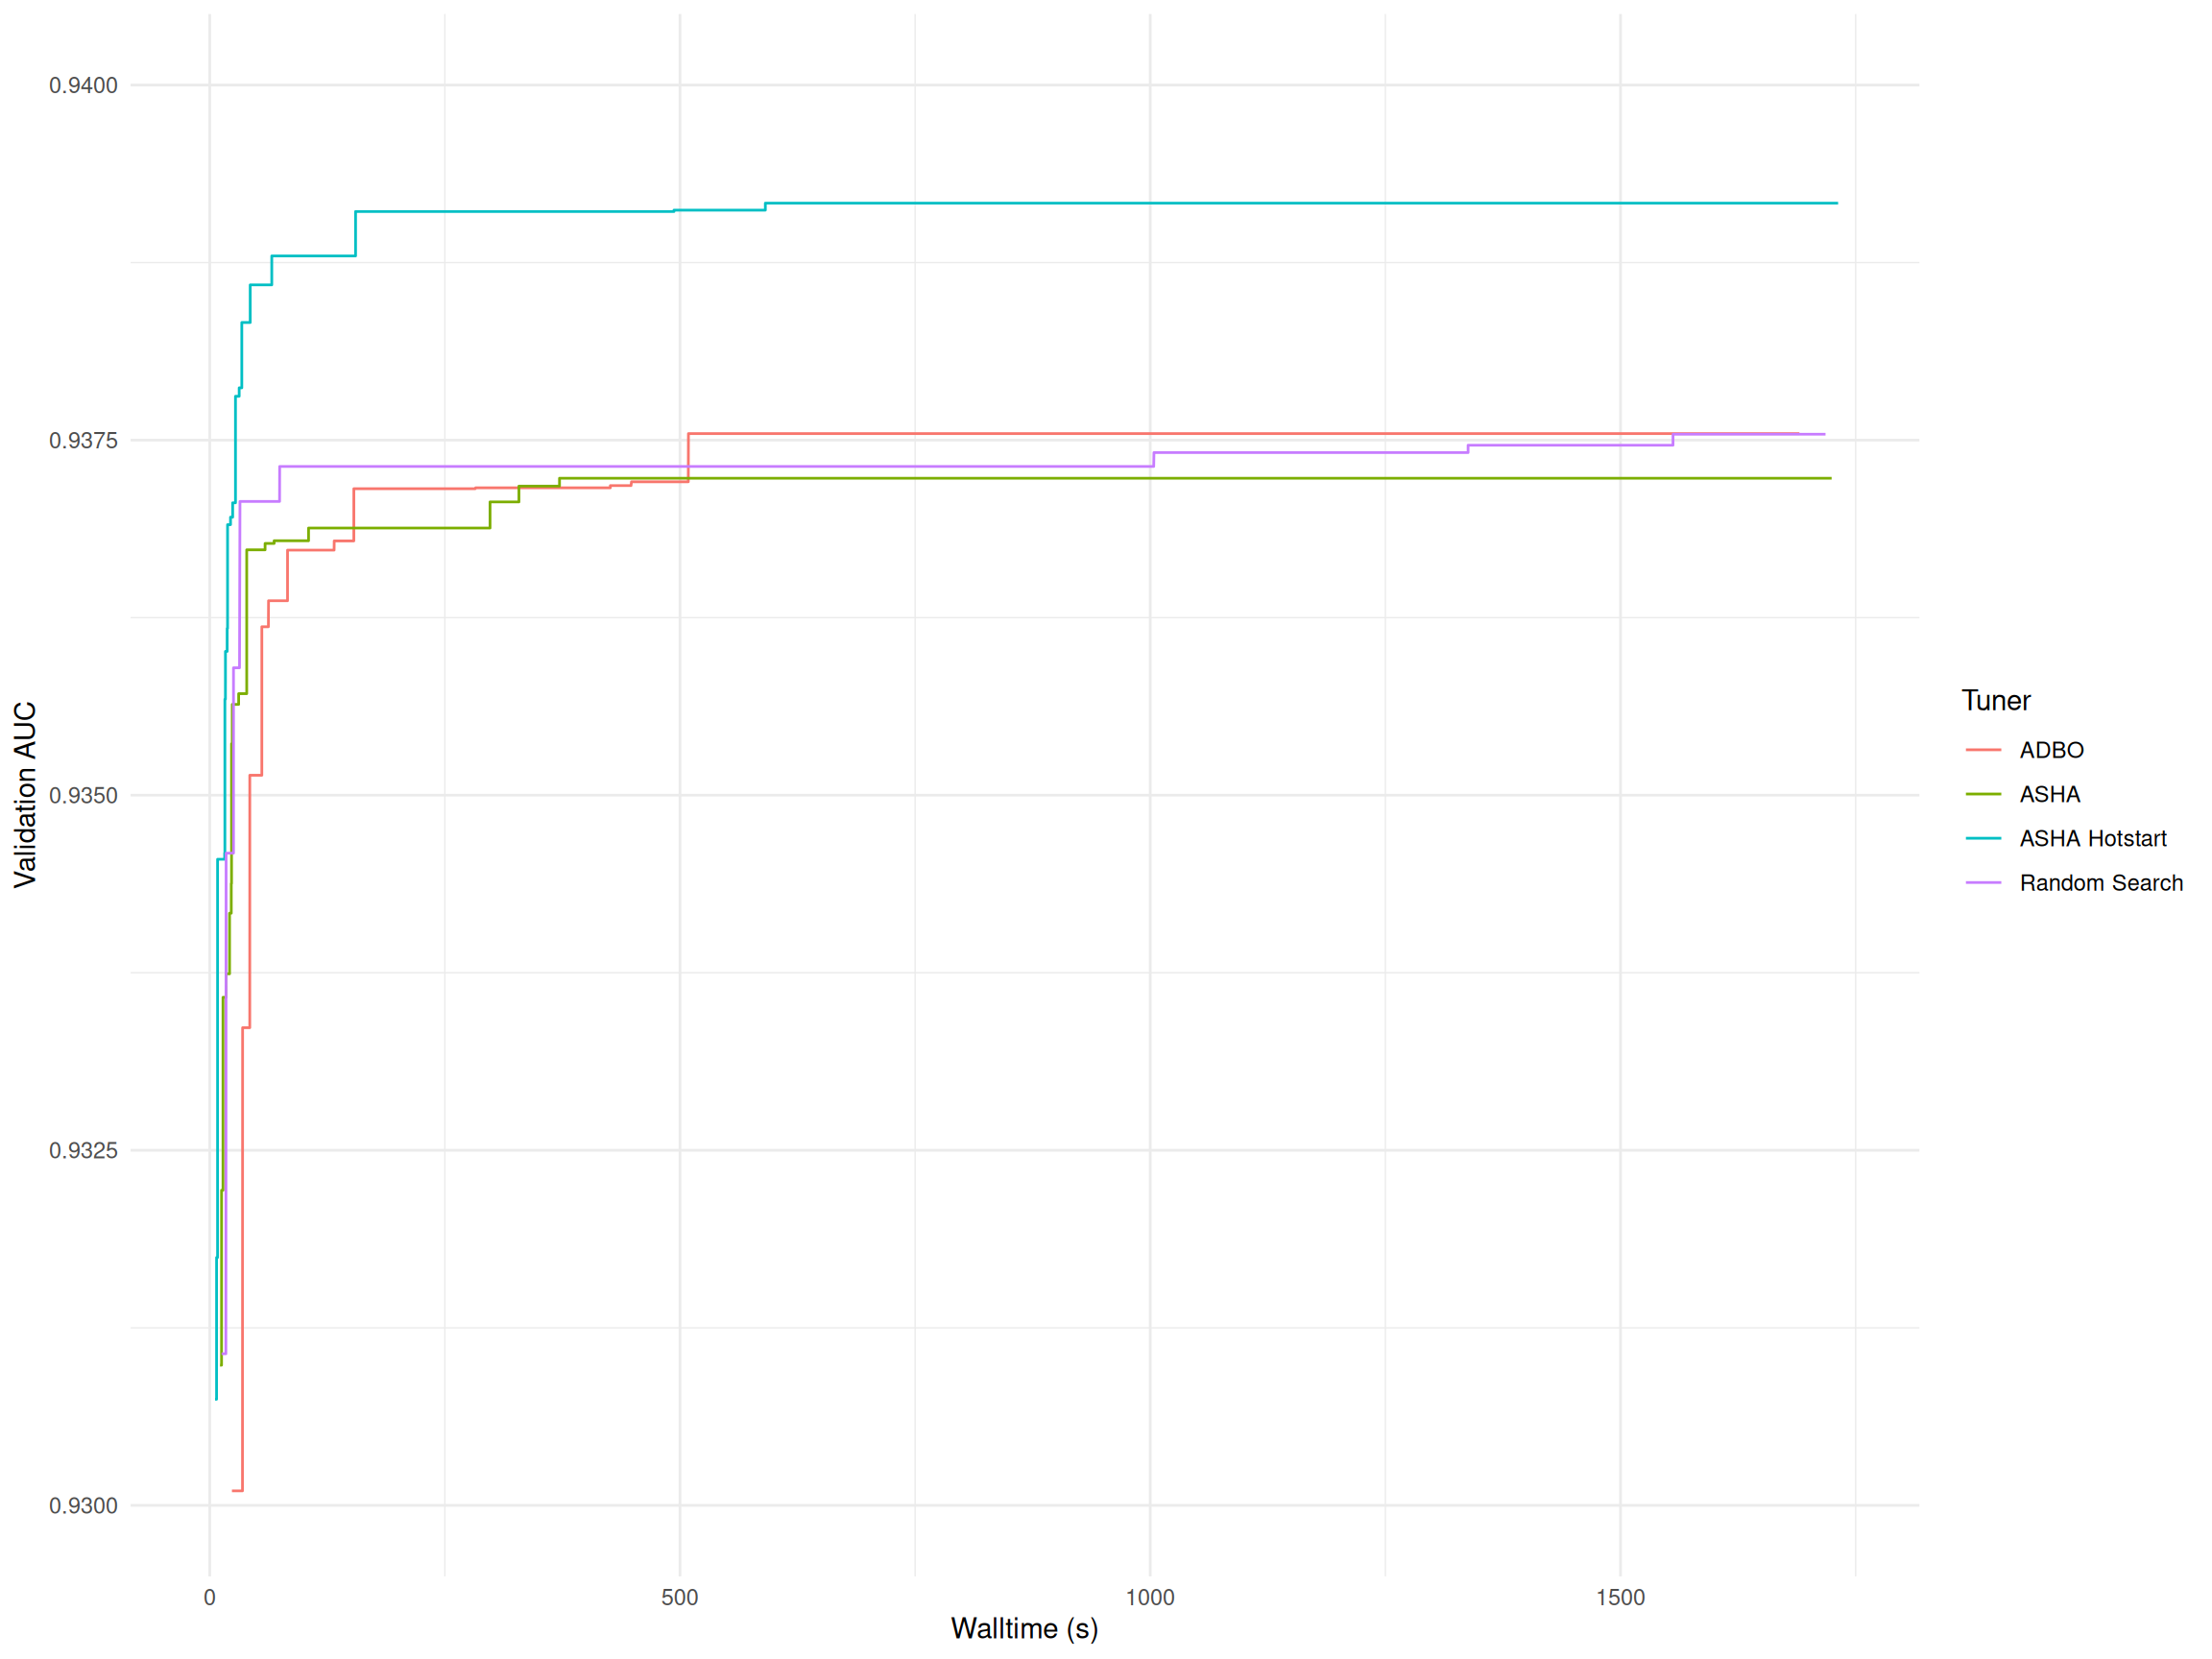 0.9400
0.9375
0.9350
0.9325
0.9300
Validation AUC
0
500
1000
1500
Walltime (s)
Tuner
ADBO
ASHA
ASHA Hotstart
Random Search